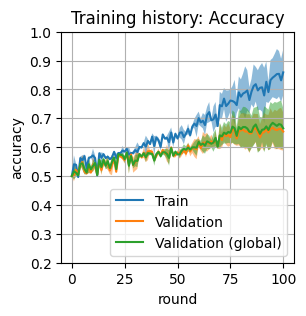 Training history: Accuracy
accuracy
1.0
0.9
0.8
0.7
0.6
0.5
0.4
0.3
0.2
Train
Validation
Validation (global)
0 25 50 75 100
round